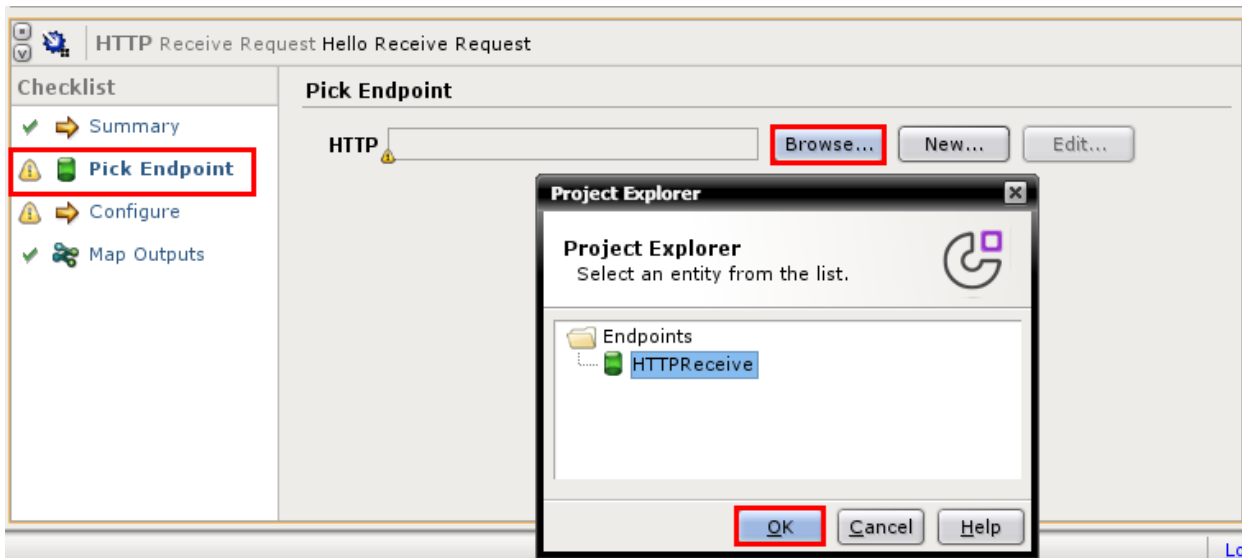 HTTP Receive Request Hello Receive Request
Checklist
Summary
Pick Endpoint
Configure
Map Outputs
Pick Endpoint
HTTP Browse... New... Edit...
Project Explorer
Project Explorer
Select an entity from the list.
Endpoints
HTTPReceive
OK Cancel Help